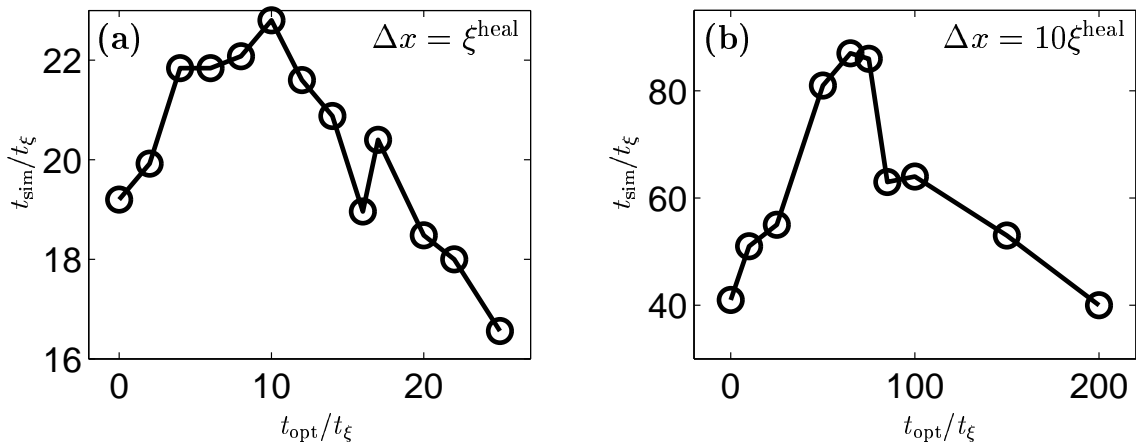 (a)
Δx = ξ^heal
22
20
18
16
t_sim/t_ξ
0 10 20
t_opt/t_ξ
(b)
Δx = 10ξ^heal
80
60
40
t_sim/t_ξ
0 100 200
t_opt/t_ξ